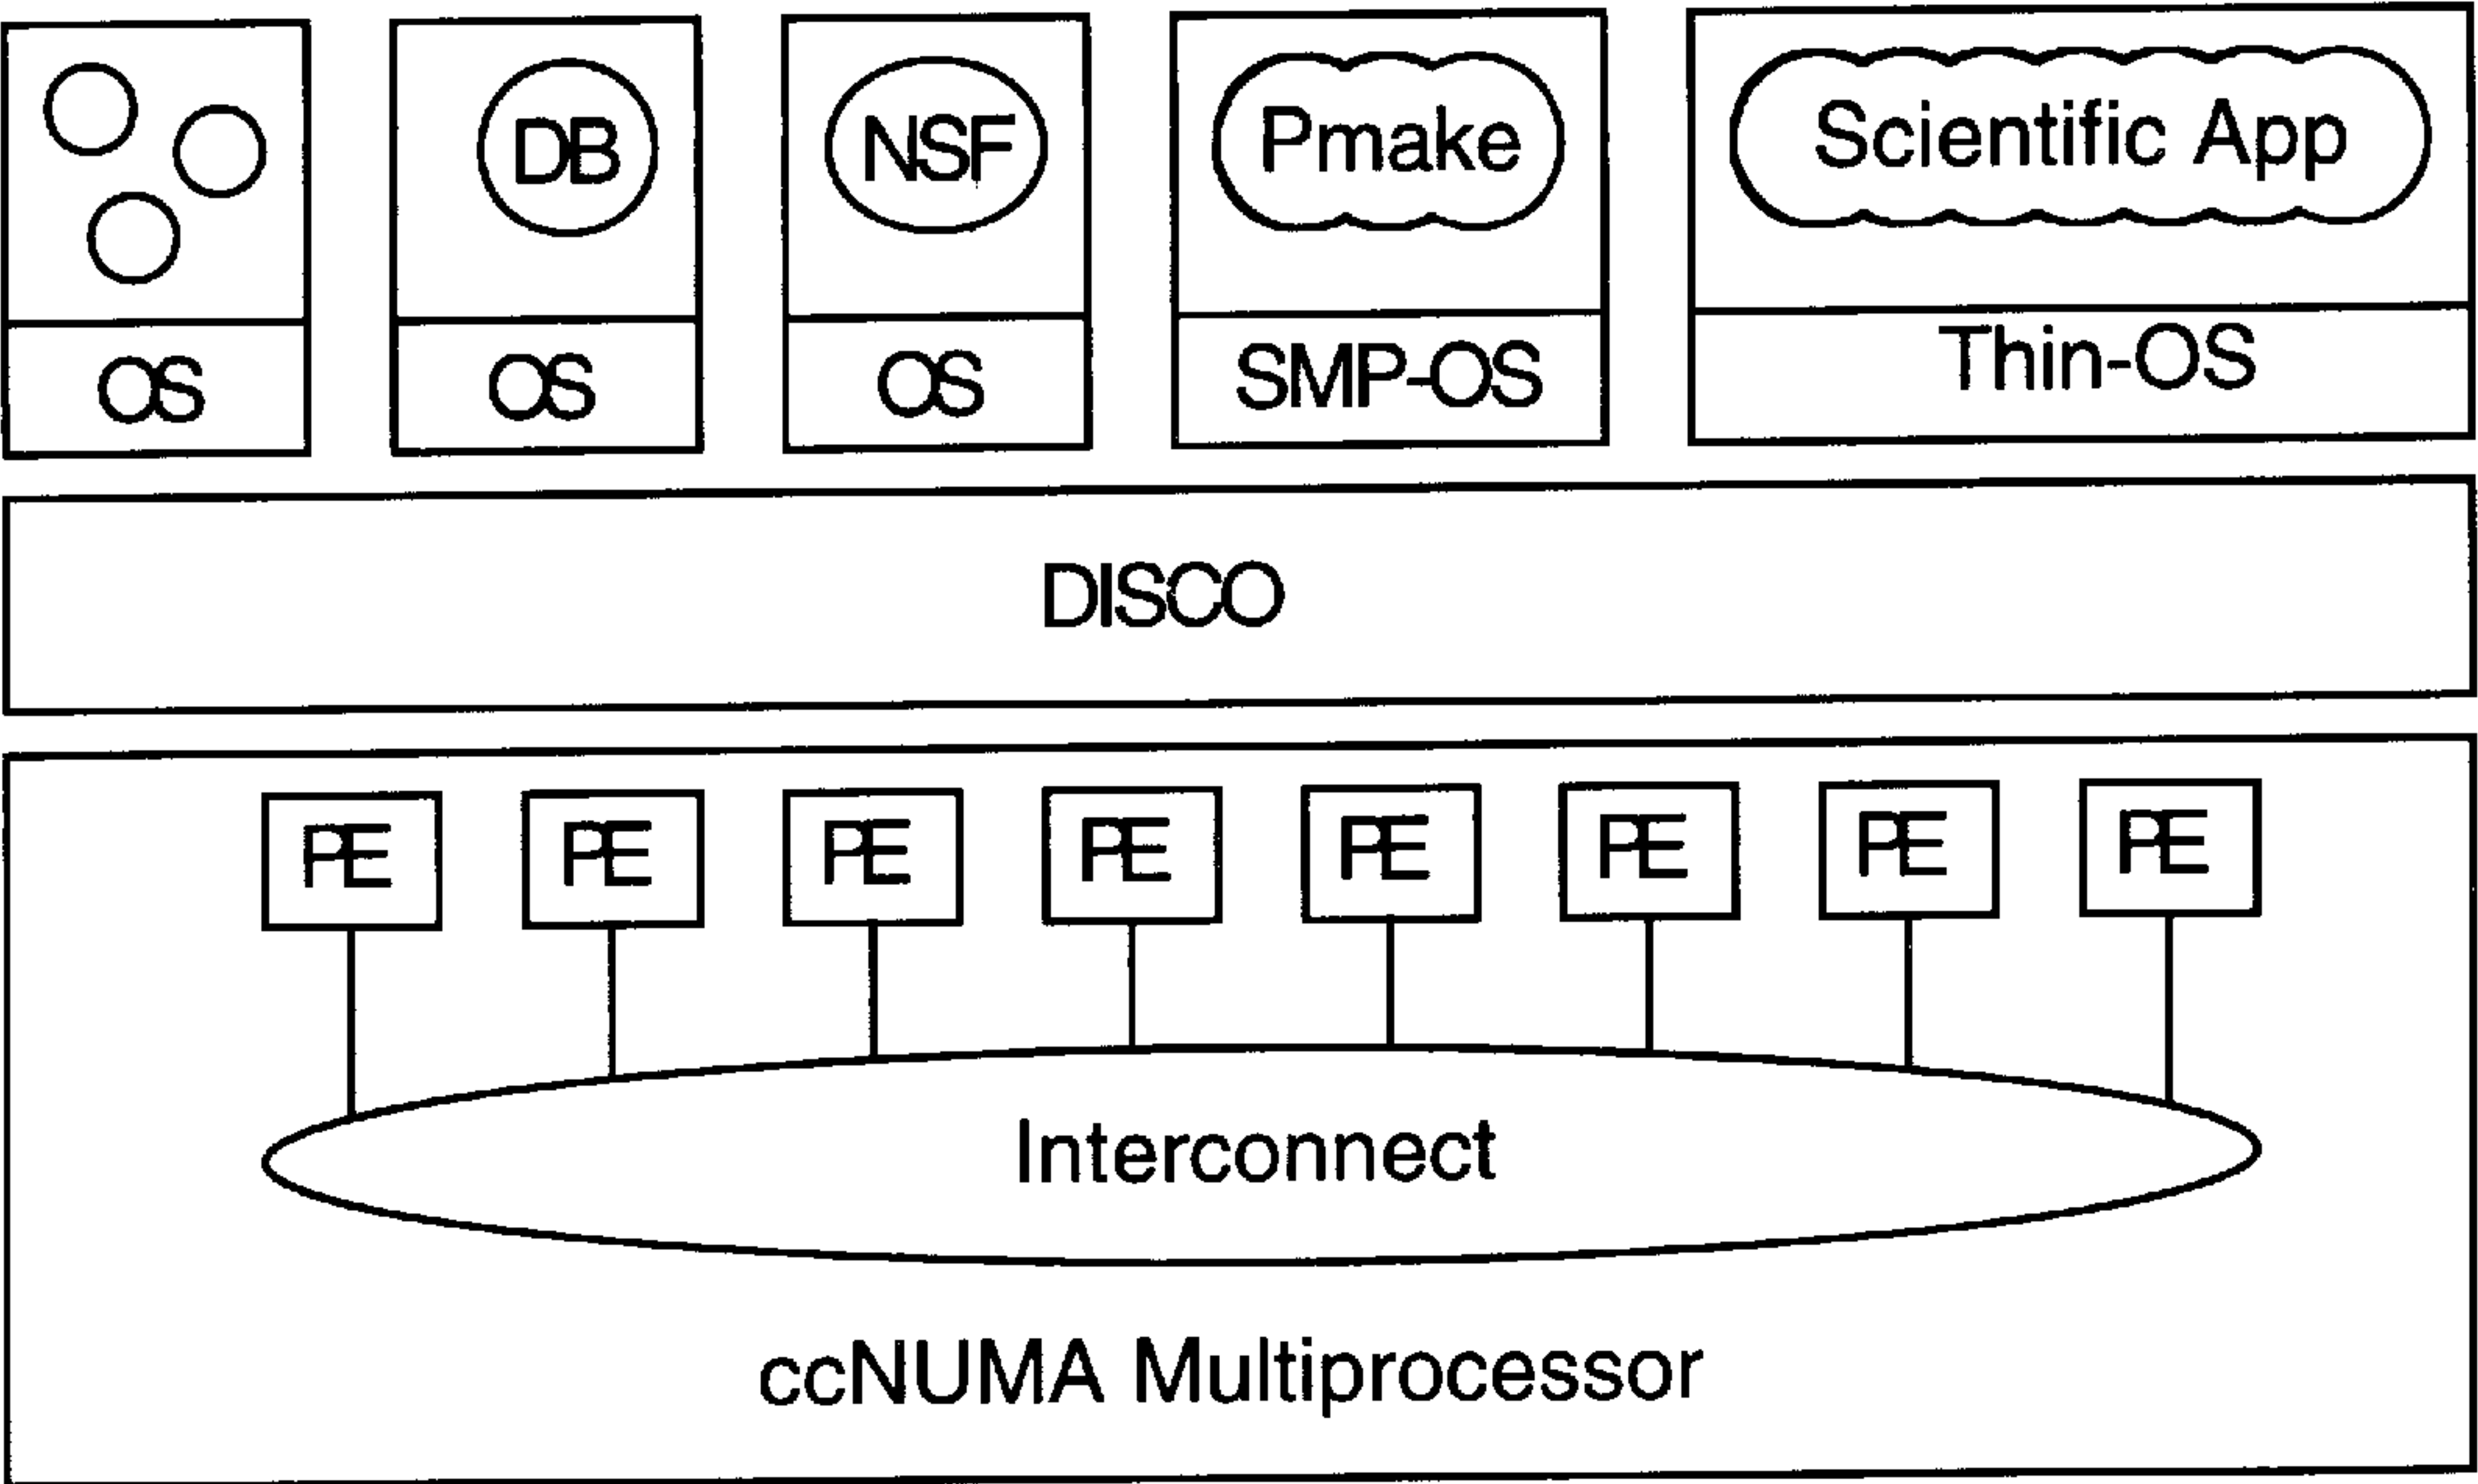 DB
NSF
Pmake
Scientific App
OS
OS
OS
SMP-OS
Thin-OS
DISCO
PE
PE
PE
PE
PE
PE
PE
PE
Interconnect
ccNUMA Multiprocessor